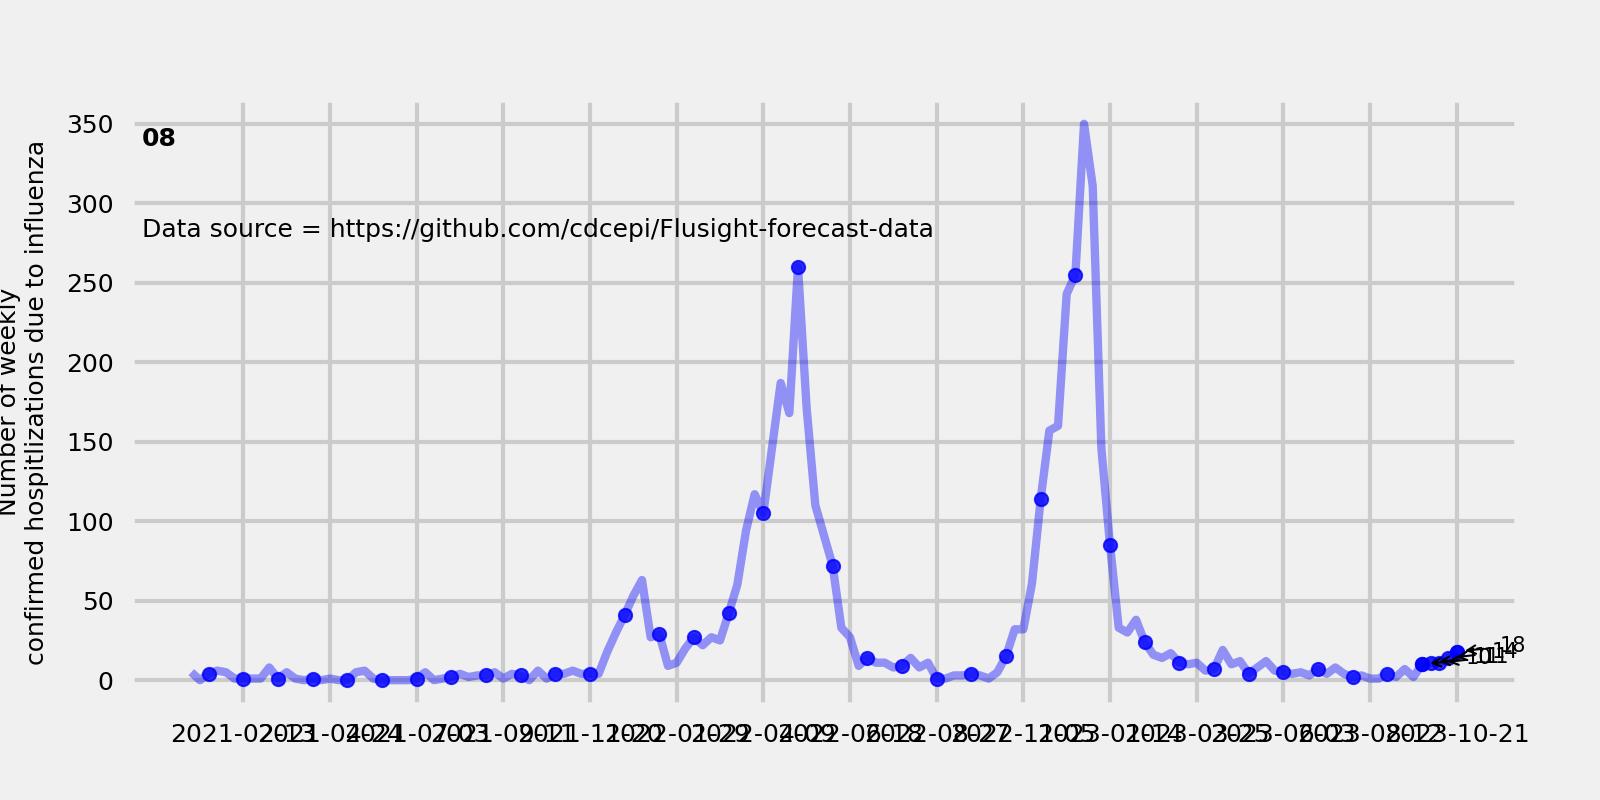 350
08
300
Data source = https://github.com/cdcepi/Flusight-forecast-data
250
200
150
100
50
0
18
14
Number of weekly
confirmed hospitlizations due to influenza
2021-02-13 2021-04-24 2021-07-03 2021-09-11 2021-11-20 2022-01-29 2022-04-09 2022-06-18 2022-08-27 2022-11-05 2023-01-14 2023-03-25 2023-06-03 2023-08-12 2023-10-21